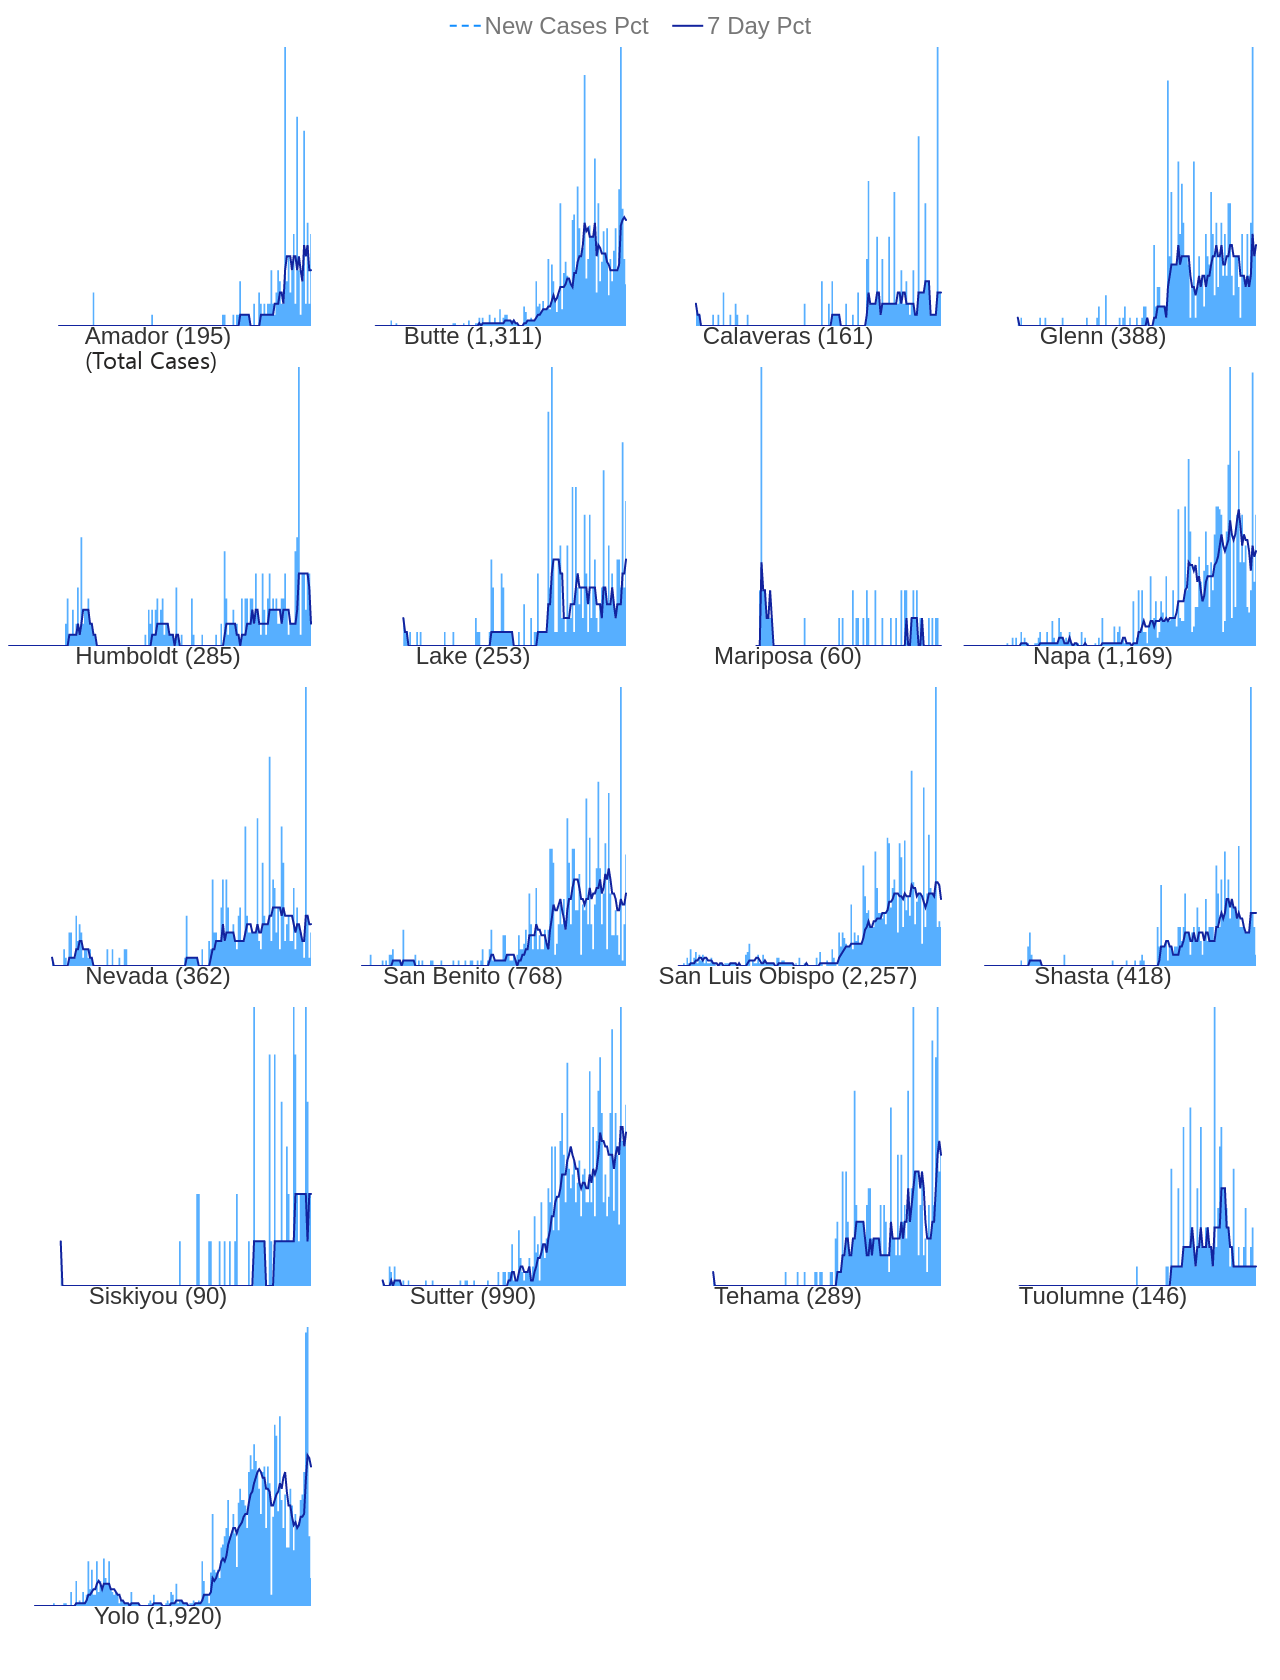 New Cases Pct 7 Day Pct
Amador (195) Butte (1,311) Calaveras (161) Glenn (388)
(Total Cases)
Humboldt (285) Lake (253) Mariposa (60) Napa (1,169)
Nevada (362) San Benito (768) San Luis Obispo (2,257) Shasta (418)
Siskiyou (90) Sutter (990) Tehama (289) Tuolumne (146)
Yolo (1,920)